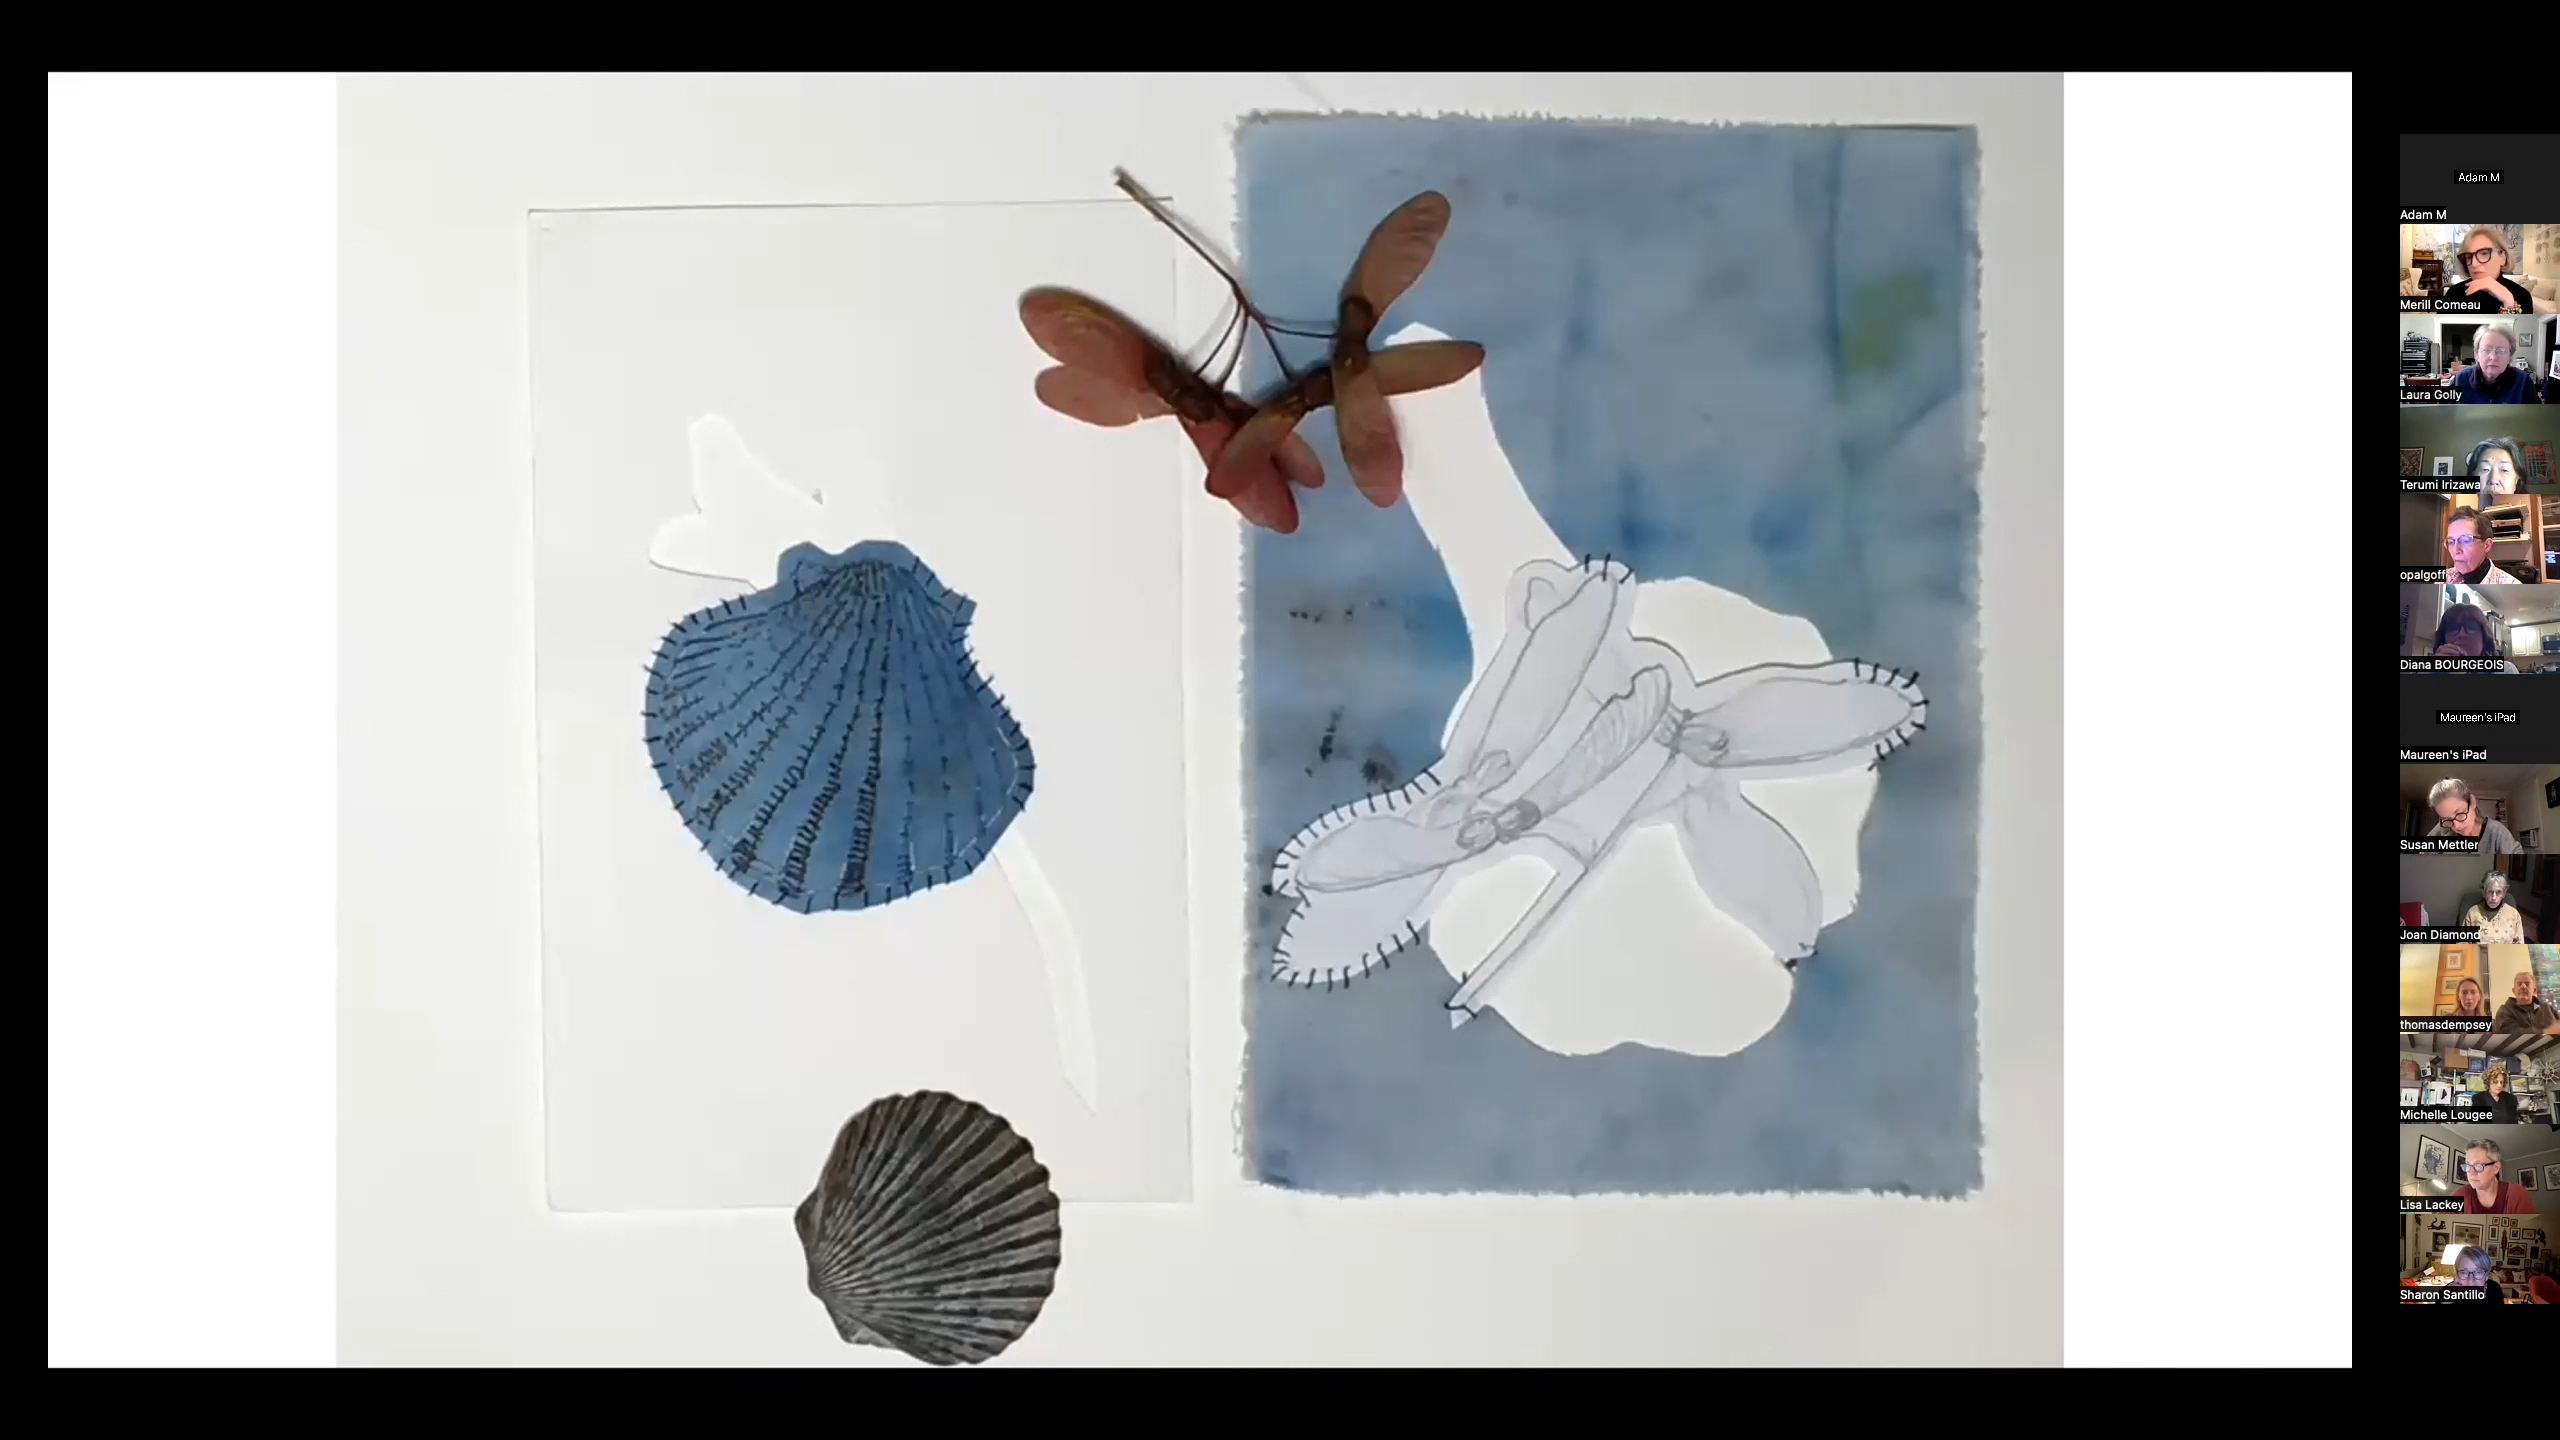 Adam M
Adam M
Merill Comeau
Laura Golly
Terumi Irizawa
opalgoff
Diana BOURGEOIS
Maureen's iPad
Maureen's iPad
Susan Mettler
Joan Diamond
thomasdempsey
Michelle Lougee
Lisa Lackey
Sharon Santillo